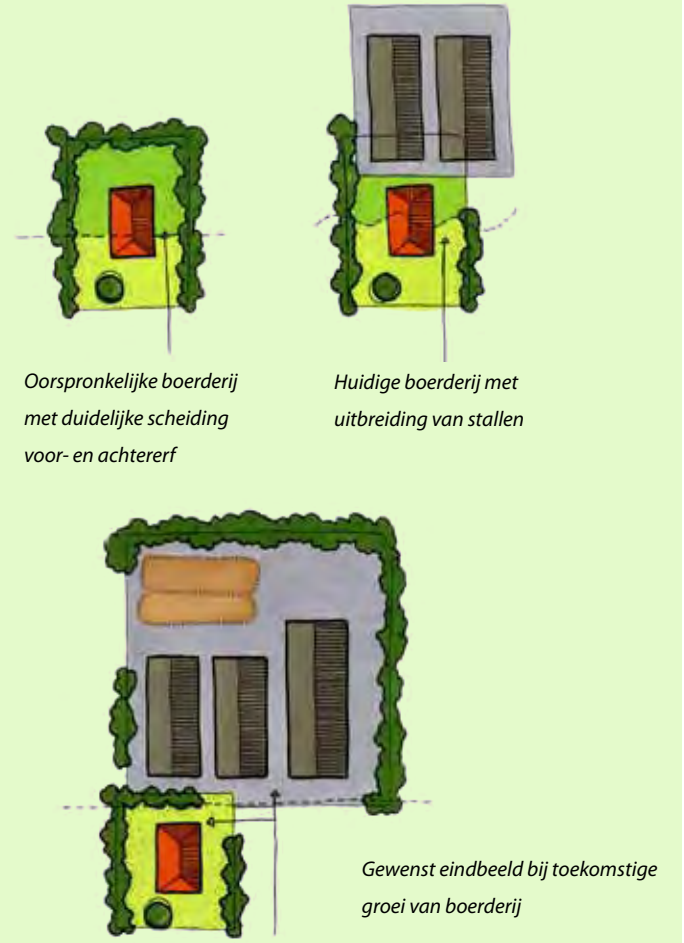 Oorspronkelijke boerderij
met duidelijke scheiding
voor- en achtererf
Huidige boerderij met
uitbreiding van stallen
Gewenst eindbeeld bij toekomstige
groei van boerderij